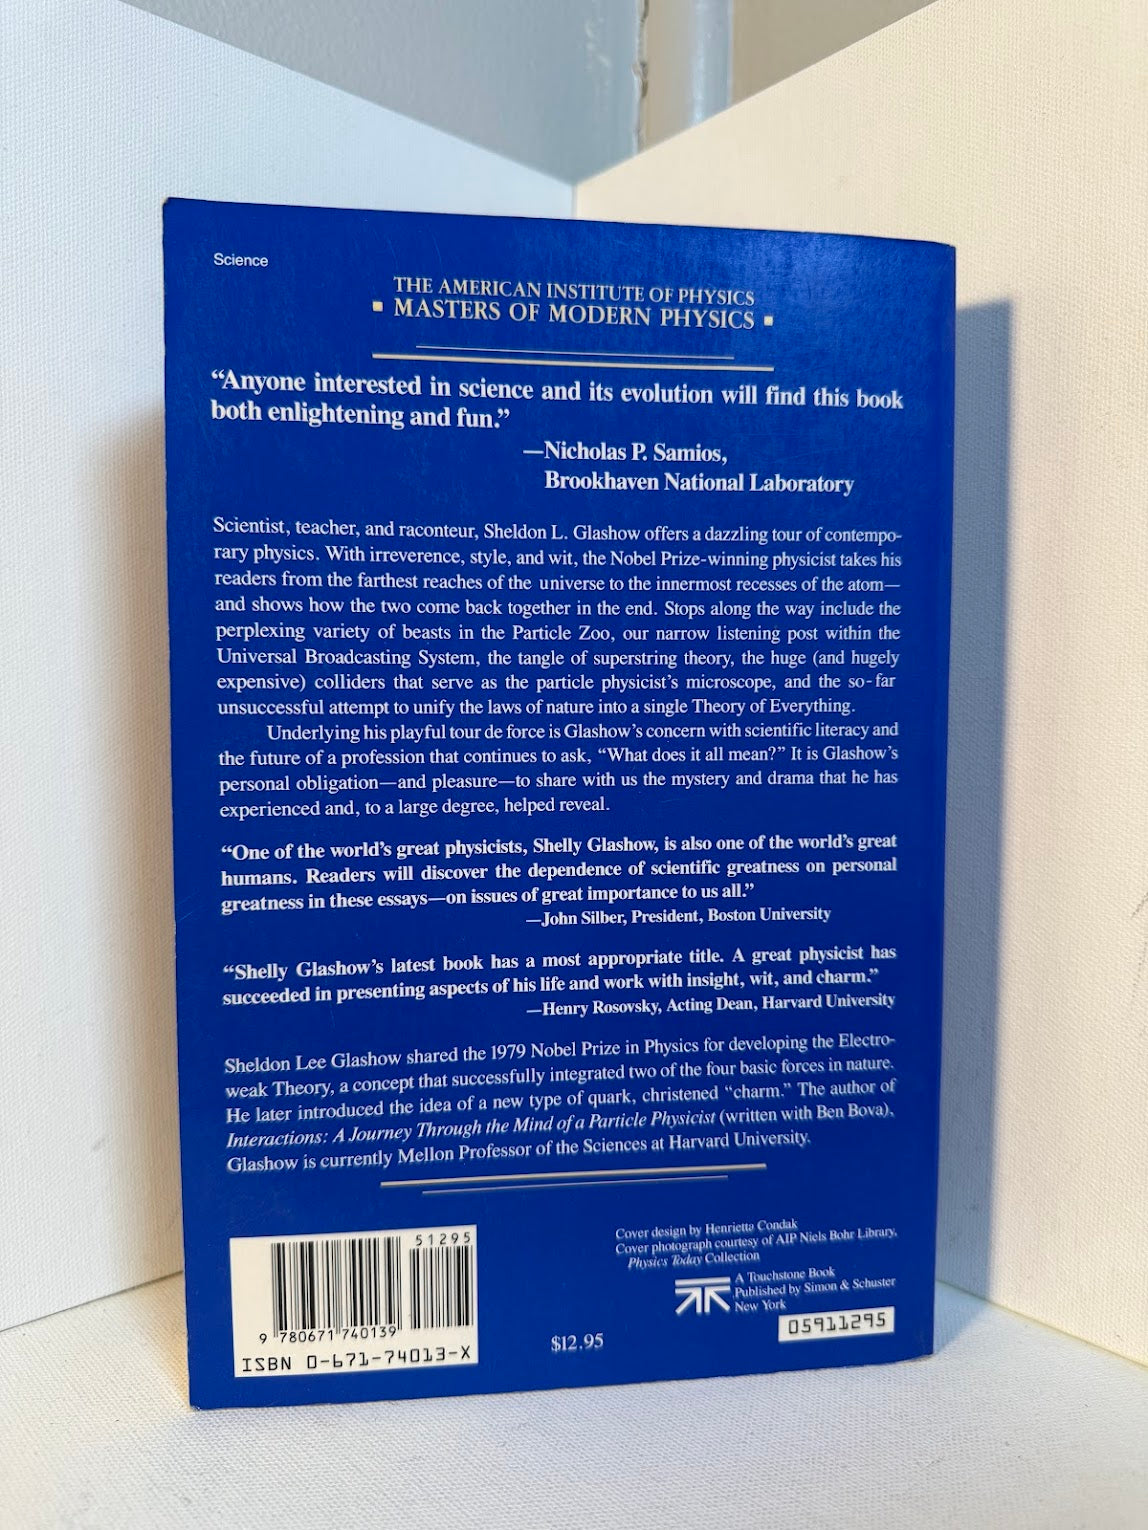 Science
THE AMERICAN INSTITUTE OF PHYSICS
MASTERS OF MODERN PHYSICS
“Anyone interested in science and its evolution will find this book
both enlightening and fun.”
—Nicholas P. Samios,
Brookhaven National Laboratory
Scientist, teacher, and raconteur, Sheldon L. Glashow offers a dazzling tour of contempo-
rary physics. With irreverence, style, and wit, the Nobel Prize-winning physicist takes his
readers from the farthest reaches of the universe to the innermost recesses of the atom—
and shows how the two come back together in the end. Stops along the way include the
perplexing variety of beasts in the Particle Zoo, our narrow listening post within the
Universal Broadcasting System, the tangle of superstring theory, the huge (and hugely
expensive) colliders that serve as the particle physicist’s microscope, and the so-far
unsuccessful attempt to unify the laws of nature into a single Theory of Everything.
Underlying his playful tour de force is Glashow’s concern with scientific literacy and
the future of a profession that continues to ask, “What does it all mean?” It is Glashow’s
personal obligation—and pleasure—to share with us the mystery and drama that he has
experienced and, to a large degree, helped reveal.
“One of the world’s great physicists, Shelly Glashow, is also one of the world’s great
humans. Readers will discover the dependence of scientific greatness on personal
greatness in these essays—on issues of great importance to us all.”
—John Silber, President, Boston University
“Shelly Glashow’s latest book has a most appropriate title. A great physicist has
succeeded in presenting aspects of his life and work with insight, wit, and charm.”
—Henry Rosovsky, Acting Dean, Harvard University
Sheldon Lee Glashow shared the 1979 Nobel Prize in Physics for developing the Electro-
weak Theory, a concept that successfully integrated two of the four basic forces in nature.
He later introduced the idea of a new type of quark, christened “charm.” The author of
Interactions: A Journey Through the Mind of a Particle Physicist (written with Ben Bova),
Glashow is currently Mellon Professor of the Sciences at Harvard University.
51295
9 780671 740139
ISBN 0-671-74013-X
$12.95
Cover design by Henrietta Condak
Cover photograph courtesy of AIP Niels Bohr Library,
Physics Today Collection
A Touchstone Book
Published by Simon & Schuster
New York
05911295